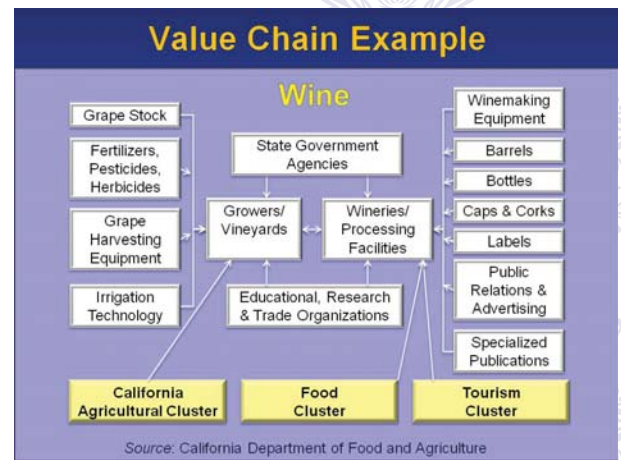 Value Chain Example
Wine
Grape Stock
Fertilizers,
Pesticides,
Herbicides
Grape
Harvesting
Equipment
Irrigation
Technology
State Government
Agencies
Growers/
Vineyards
Wineries/
Processing
Facilities
Educational, Research
& Trade Organizations
Winemaking
Equipment
Barrels
Bottles
Caps & Corks
Labels
Public
Relations &
Advertising
Specialized
Publications
California
Agricultural Cluster
Food
Cluster
Tourism
Cluster
Source: California Department of Food and Agriculture